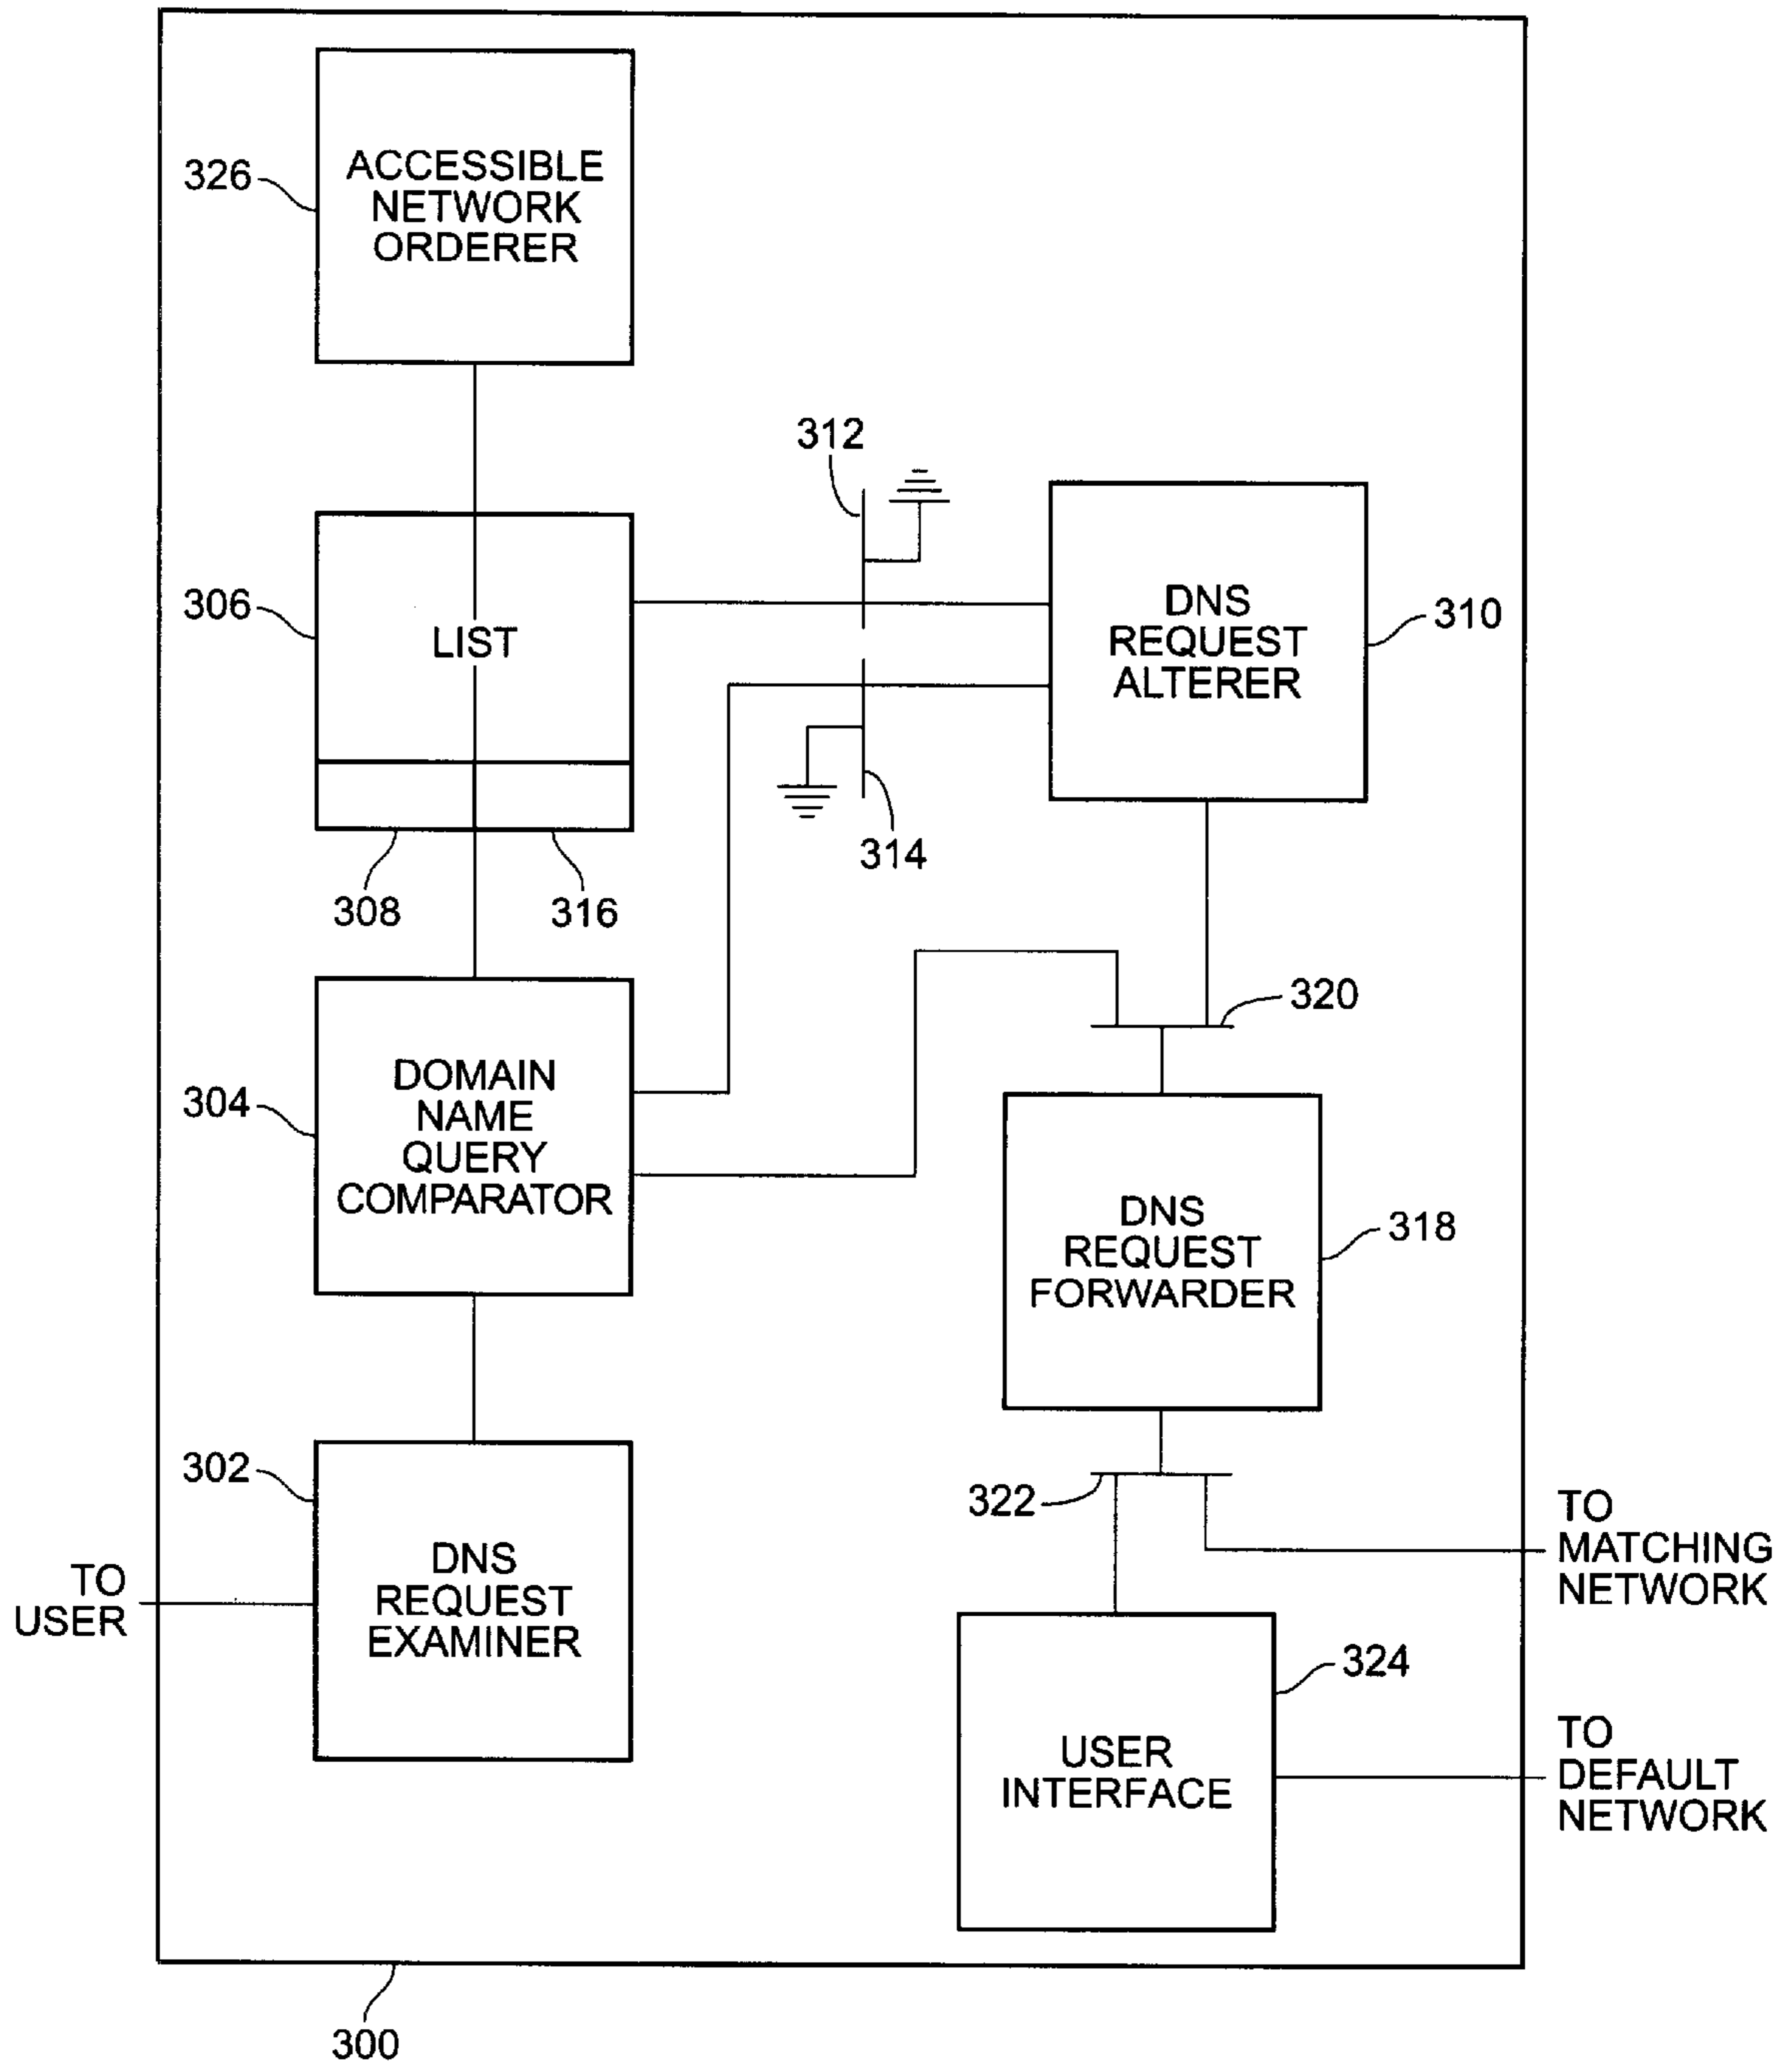 326
ACCESSIBLE
NETWORK
ORDERER
312
306
LIST
DNS
REQUEST
ALTERER
310
314
308
316
320
304
DOMAIN
NAME
QUERY
COMPARATOR
DNS
REQUEST
FORWARDER
318
302
322
TO
MATCHING
NETWORK
TO
USER
DNS
REQUEST
EXAMINER
324
USER
INTERFACE
TO
DEFAULT
NETWORK
300